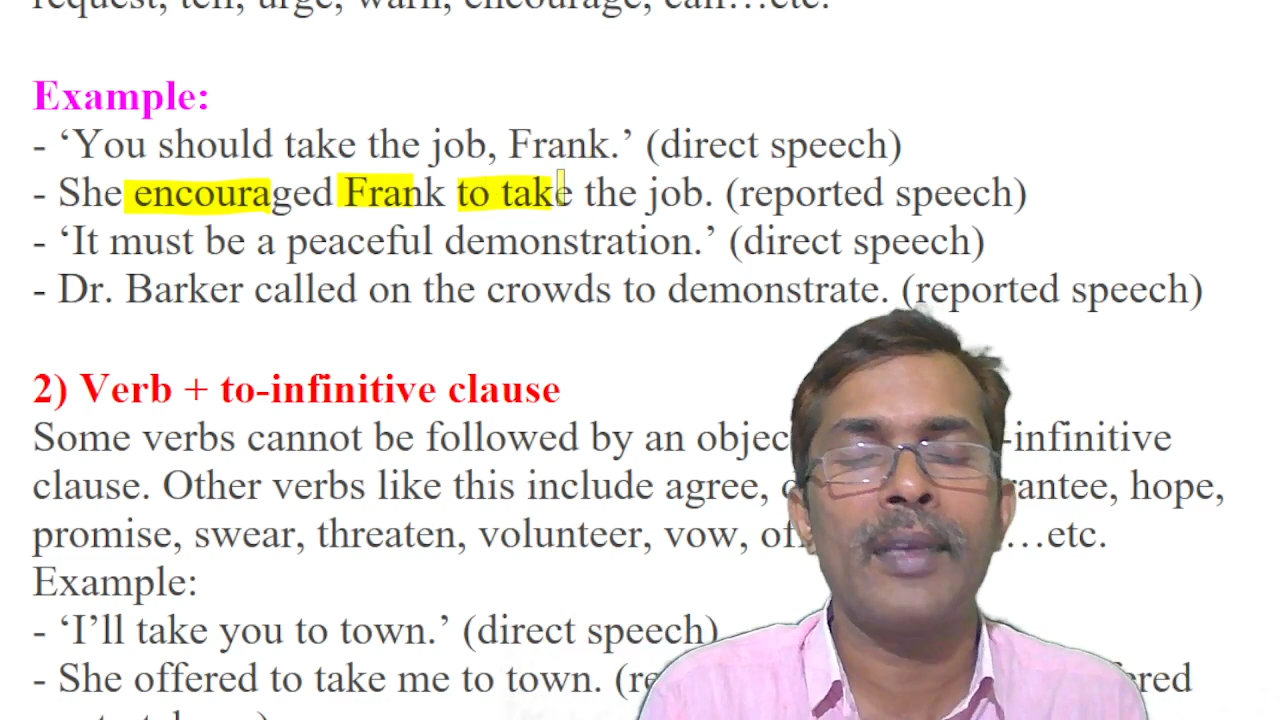 request, tell, urge, warn, encourage, call…etc.
Example:
- ‘You should take the job, Frank.’ (direct speech)
- She encouraged Frank to take the job. (reported speech)
- ‘It must be a peaceful demonstration.’ (direct speech)
- Dr. Barker called on the crowds to demonstrate. (reported speech)
2) Verb + to-infinitive clause
Some verbs cannot be followed by an -infinitive
clause. Other verbs like this include agree, hope,
promise, swear, threaten, volunteer, vow, …etc.
Example:
- ‘I’ll take you to town.’ (direct speech)
- She offered to take me to town.